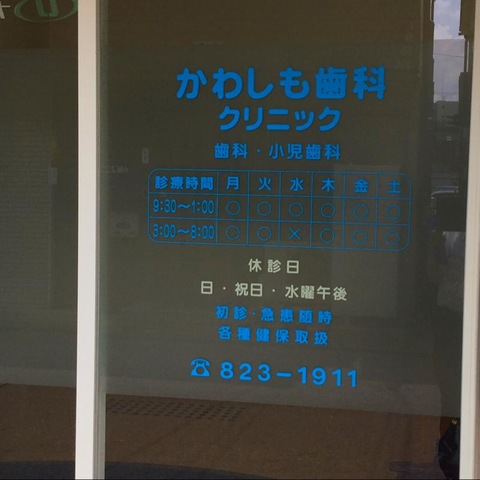 かわしも歯科
クリニック
歯科・小児歯科
診療時間 月 火 水 木 金 土
9:30〜1:00 ○ ○ ○ ○ ○ ○
3:00〜8:00 ○ ○ × ○ ○ ○
休診日
日・祝日・水曜午後
初診・急患随時
各種健保取扱
☎823-1911